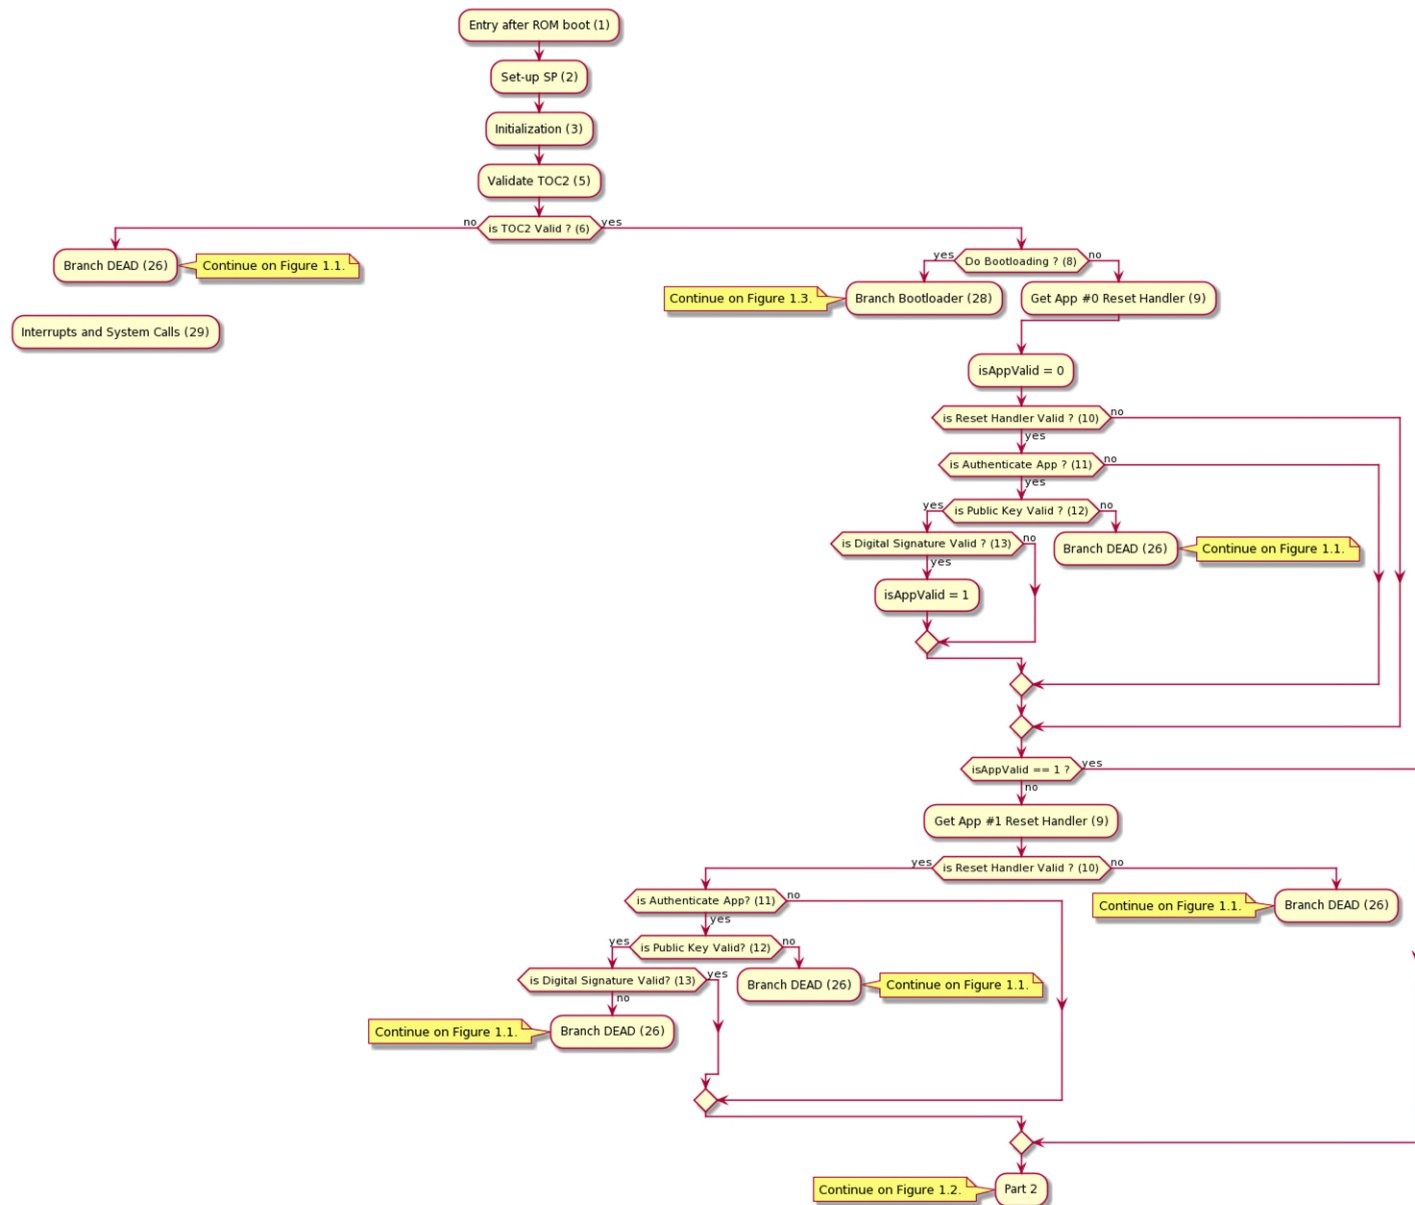 Entry after ROM boot (1)
Set-up SP (2)
Initialization (3)
Validate TOC2 (5)
no
is TOC2 Valid ? (6)
yes
Branch DEAD (26)
Continue on Figure 1.1.
yes
Do Bootloading ? (8)
no
Continue on Figure 1.3.
Branch Bootloader (28)
Get App #0 Reset Handler (9)
Interrupts and System Calls (29)
isAppValid = 0
is Reset Handler Valid ? (10)
no
yes
is Authenticate App ? (11)
no
yes
yes
is Public Key Valid ? (12)
no
is Digital Signature Valid ? (13)
no
Branch DEAD (26)
Continue on Figure 1.1.
yes
isAppValid = 1
isAppValid == 1 ?
yes
no
Get App #1 Reset Handler (9)
yes
is Reset Handler Valid ? (10)
no
is Authenticate App? (11)
no
Continue on Figure 1.1.
Branch DEAD (26)
yes
yes
is Public Key Valid? (12)
no
is Digital Signature Valid? (13)
yes
Branch DEAD (26)
Continue on Figure 1.1.
no
Continue on Figure 1.1.
Branch DEAD (26)
Continue on Figure 1.2.
Part 2